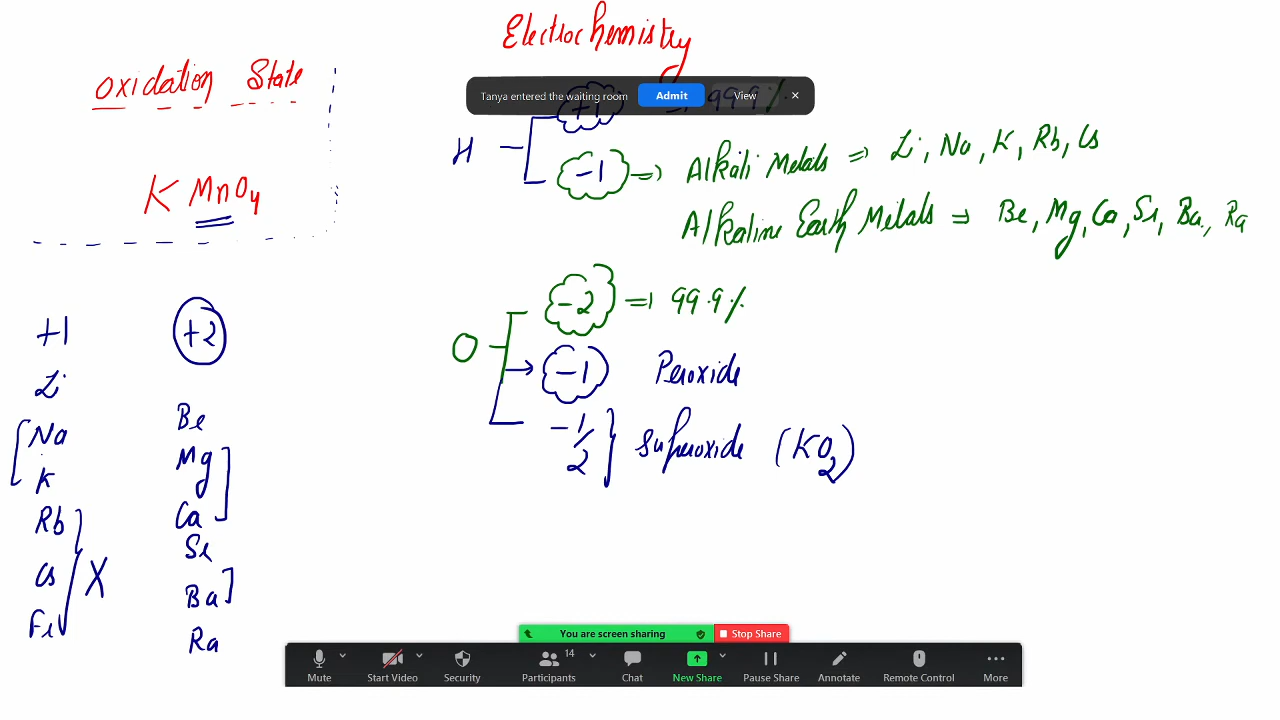 Electrochemistry
Oxidation State
Tanya entered the waiting room Admit View ×
+1 ⇒ 99.9%
H
-1 ⇒ Alkali Metals ⇒ Li, Na, K, Rb, Cs
KMnO4
Alkaline Earth Metals ⇒ Be, Mg, Ca, Sr, Ba, Ra
-2 ⇒ 99.9%
O
→ -1 Peroxide
-1/2 } Superoxide (KO2)
+1 +2
Li
Na Be
K Mg
Rb Ca
Sr
Cs X Ba
Fr
Ra
You are screen sharing Stop Share
14
Mute Start Video Security Participants Chat New Share Pause Share Annotate Remote Control More